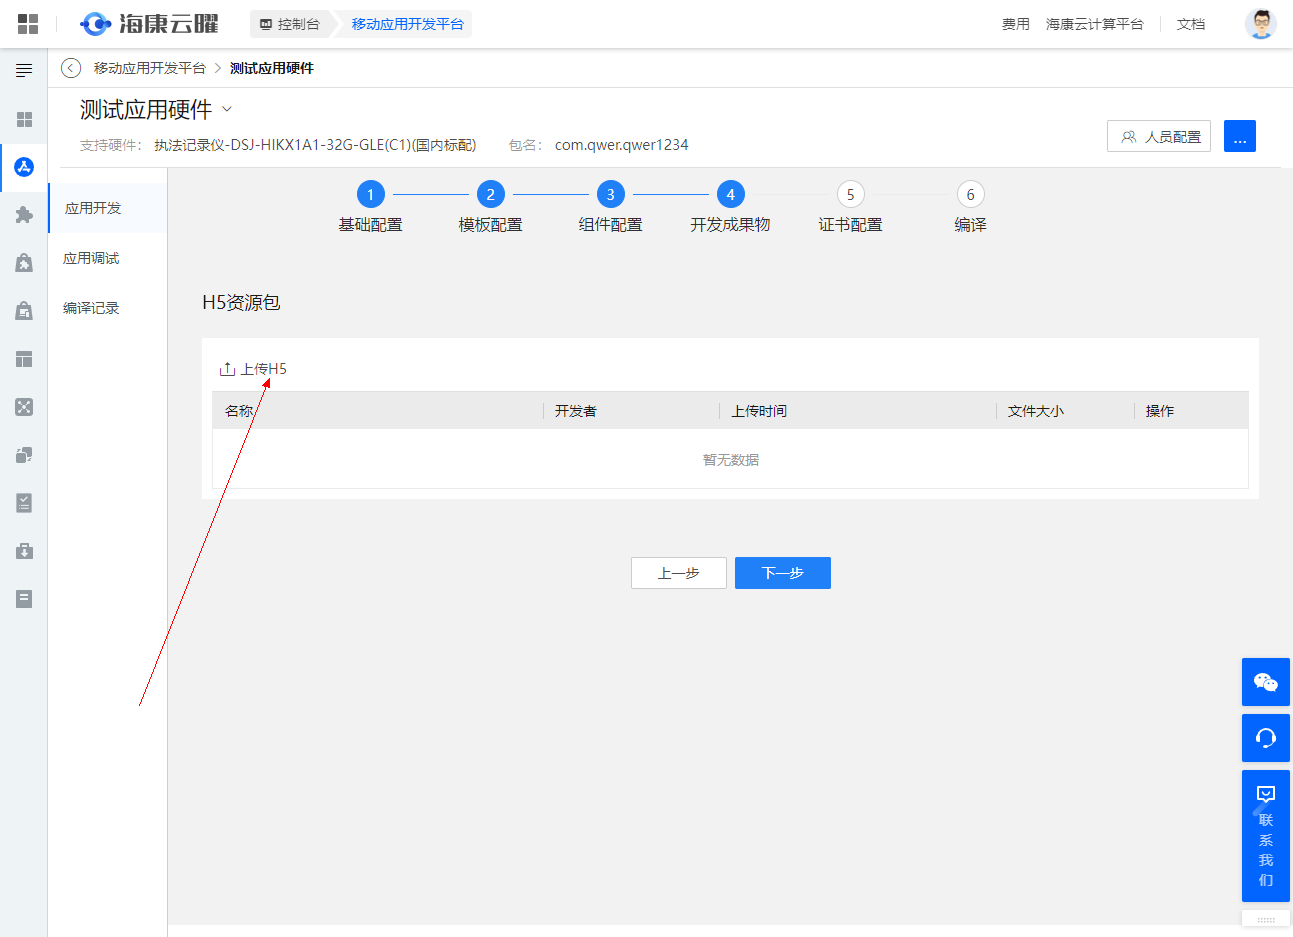 海康云曜
控制台
移动应用开发平台
费用
海康云计算平台
文档
移动应用开发平台 > 测试应用硬件
测试应用硬件
支持硬件： 执法记录仪-DSJ-HIKX1A1-32G-GLE(C1)(国内标配)
包名： com.qwer.qwer1234
人员配置
...
应用开发
应用调试
编译记录
1
2
3
4
5
6
基础配置
模板配置
组件配置
开发成果物
证书配置
编译
H5资源包
上传H5
名称
开发者
上传时间
文件大小
操作
暂无数据
上一步
下一步
联
系
我
们